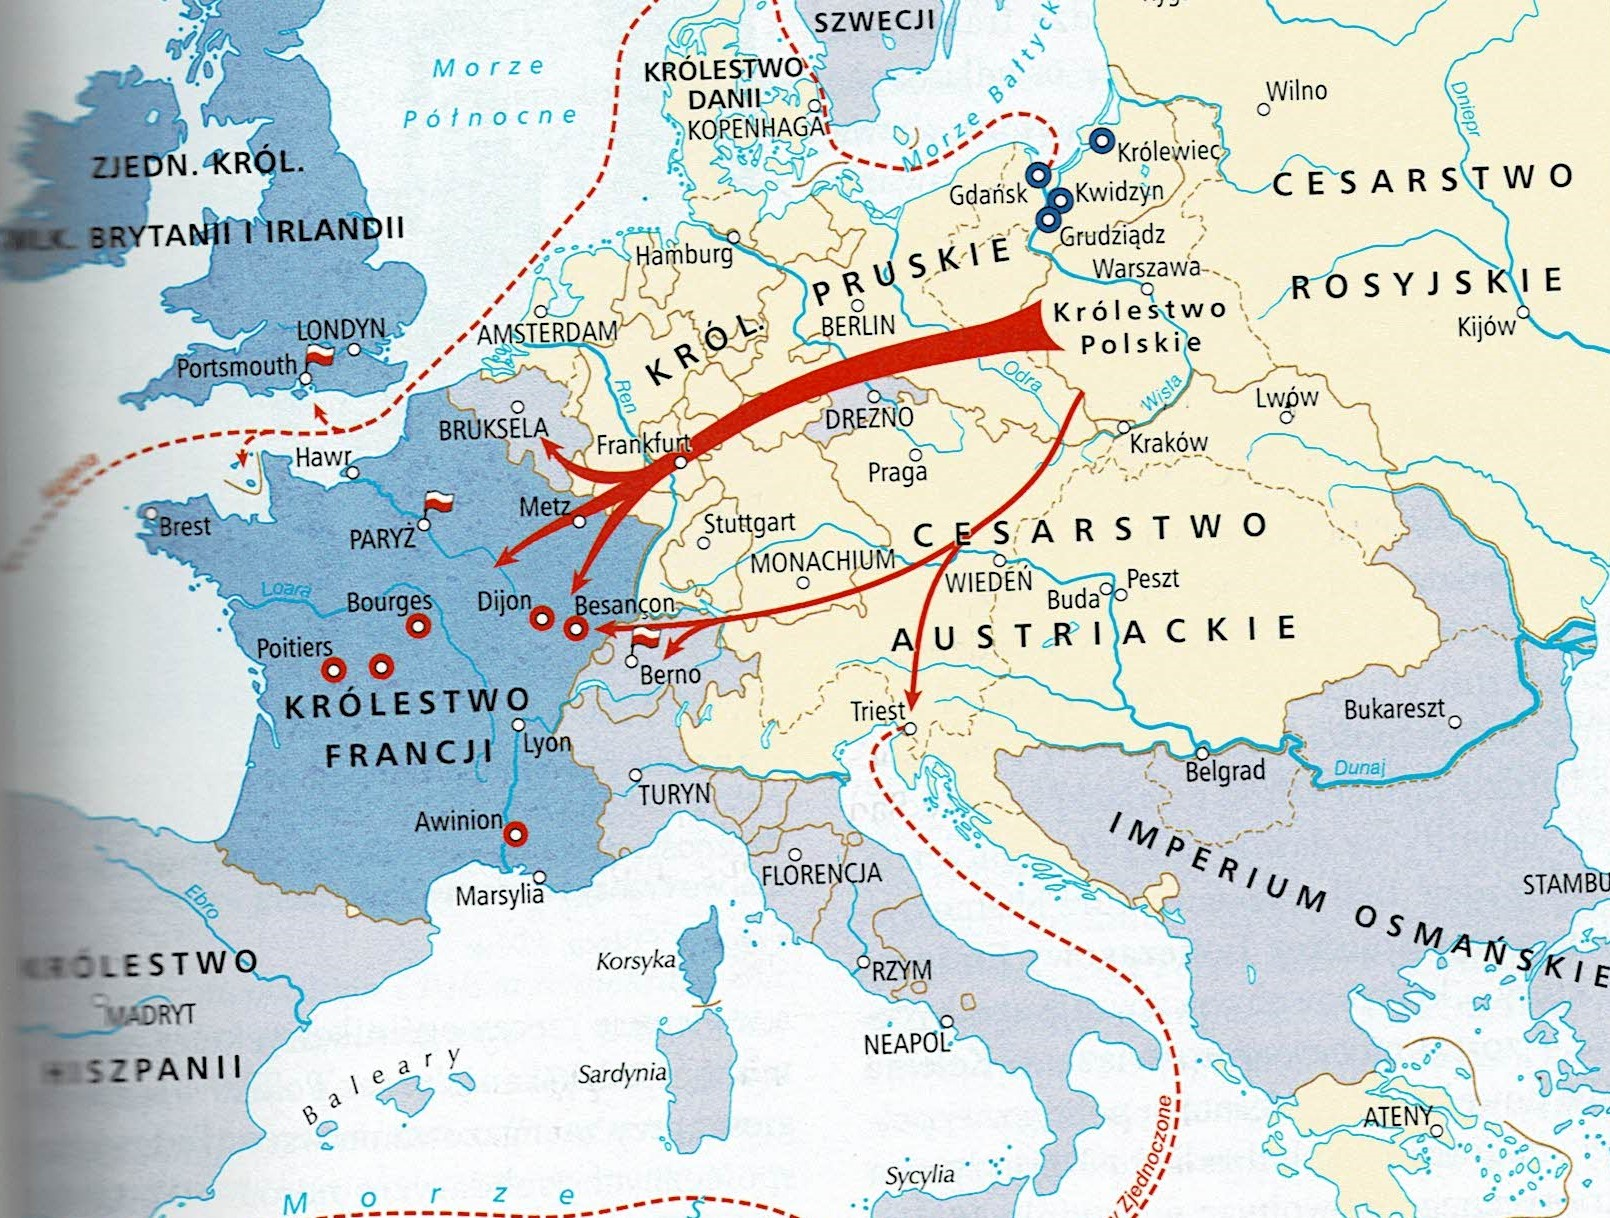 SZWECJI
Morze
Północne
KRÓLESTWO
DANII
KOPENHAGA
Morze Bałtyck
Wilno
Dniepr
Królewiec
Gdańsk
Kwidzyn
Grudziądz
CESARSTWO
ROSYJSKIE
Kijów
ZJEDN. KRÓL.
BRYTANII I IRLANDII
LONDYN
Portsmouth
Hamburg
AMSTERDAM
KRÓL. PRUSKIE
BERLIN
Warszawa
Królestwo
Polskie
Odra
Wisła
Lwów
Kraków
Ren
BRUKSELA
Frankfurt
DREZNO
Praga
Hawr
Brest
PARYŻ
Metz
Stuttgart
MONACHIUM
CESARSTWO
WIEDEŃ
Buda
Peszt
AUSTRIACKIE
Loara
Bourges
Dijon
Besançon
Poitiers
Berno
KRÓLESTWO
FRANCJI
Lyon
Triest
Bukareszt
Belgrad
Dunaj
TURYN
Awinion
Marsylia
FLORENCJA
IMPERIUM OSMAŃSKIE
STAMBU
Ebro
KRÓLESTWO
MADRYT
HISZPANII
Korsyka
RZYM
NEAPOL
Baleary
Sardynia
Sycylia
ATENY
Zjednoczone
Morze Ś